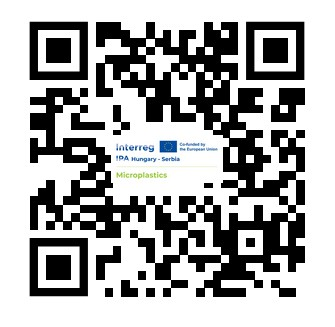 Interreg
Co-funded by
the European Union
IPA Hungary - Serbia
Microplastics